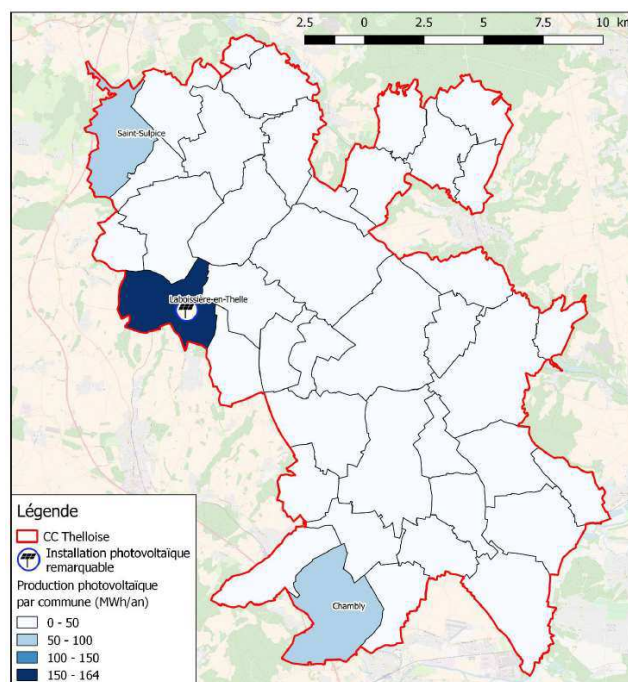 2.5 0 2.5 5 7.5 10 km
Saint-Sulpice
Laboissière-en-Thelle
Chambly
Légende
CC Thelloise
Installation photovoltaïque
remarquable
Production photovoltaïque
par commune (MWh/an)
0 - 50
50 - 100
100 - 150
150 - 164